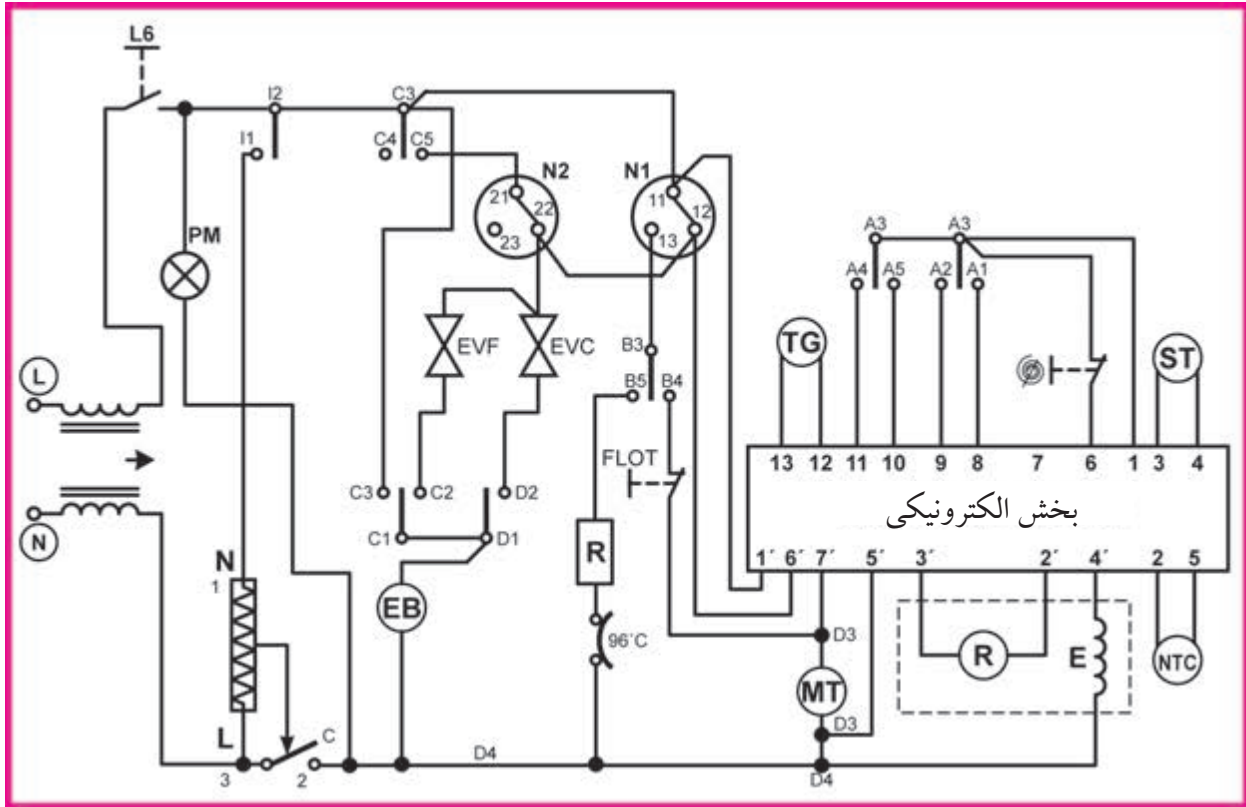 L6
I2
C3
I1
C4
C5
N2
N1
21
22
23
11
12
13
PM
A3
A3
A4
A5
A2
A1
TG
ST
L
EVF
EVC
B3
B5
B4
FLOT
13
12
11
10
9
8
7
6
1
3
4
بخش الکترونیکی
N
C3
C2
D2
C1
D1
1´
6´
7´
5´
3´
2´
4´
2
5
N
1
EB
R
96˚C
D3
R
E
NTC
MT
D3
L
C
3
2
D4
D4